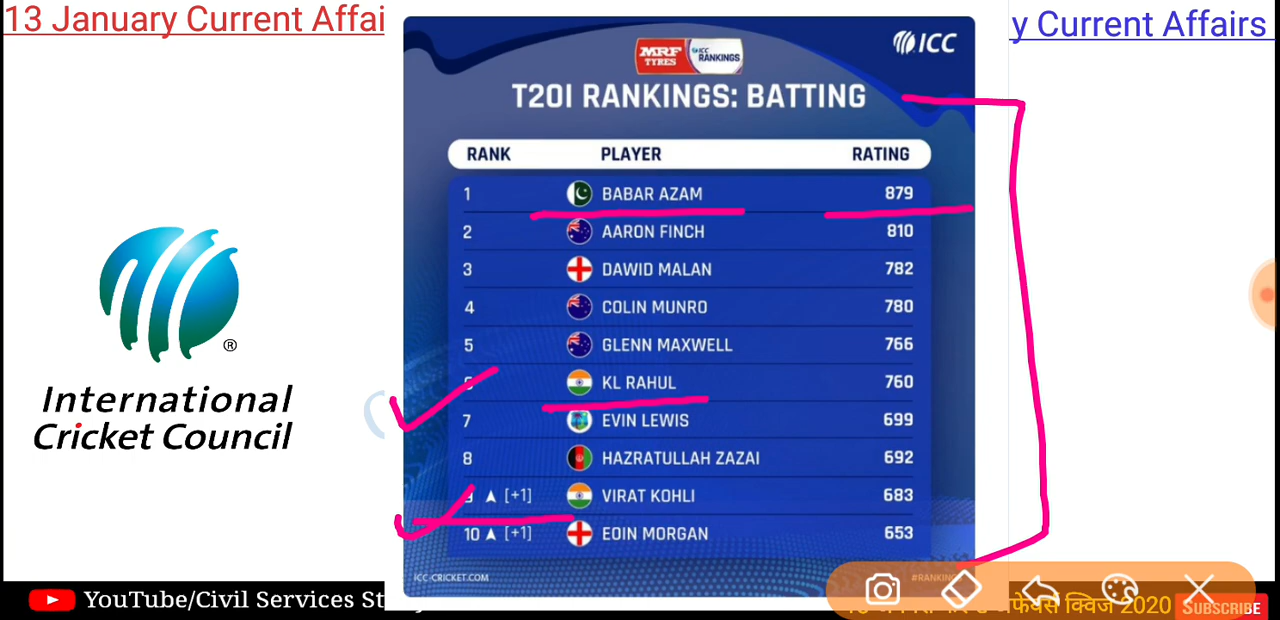 13 January Current Affai
y Current Affairs
MRF TYRES
ICC RANKINGS
ICC
T20I RANKINGS: BATTING
RANK PLAYER RATING
1 BABAR AZAM 879
2 AARON FINCH 810
3 DAWID MALAN 782
4 COLIN MUNRO 780
5 GLENN MAXWELL 766
KL RAHUL 760
7 EVIN LEWIS 699
8 HAZRATULLAH ZAZAI 692
[+1] VIRAT KOHLI 683
10 [+1] EOIN MORGAN 653
ICC-CRICKET.COM
International
Cricket Council
®
YouTube/Civil Services St
क्विज 2020
SUBSCRIBE